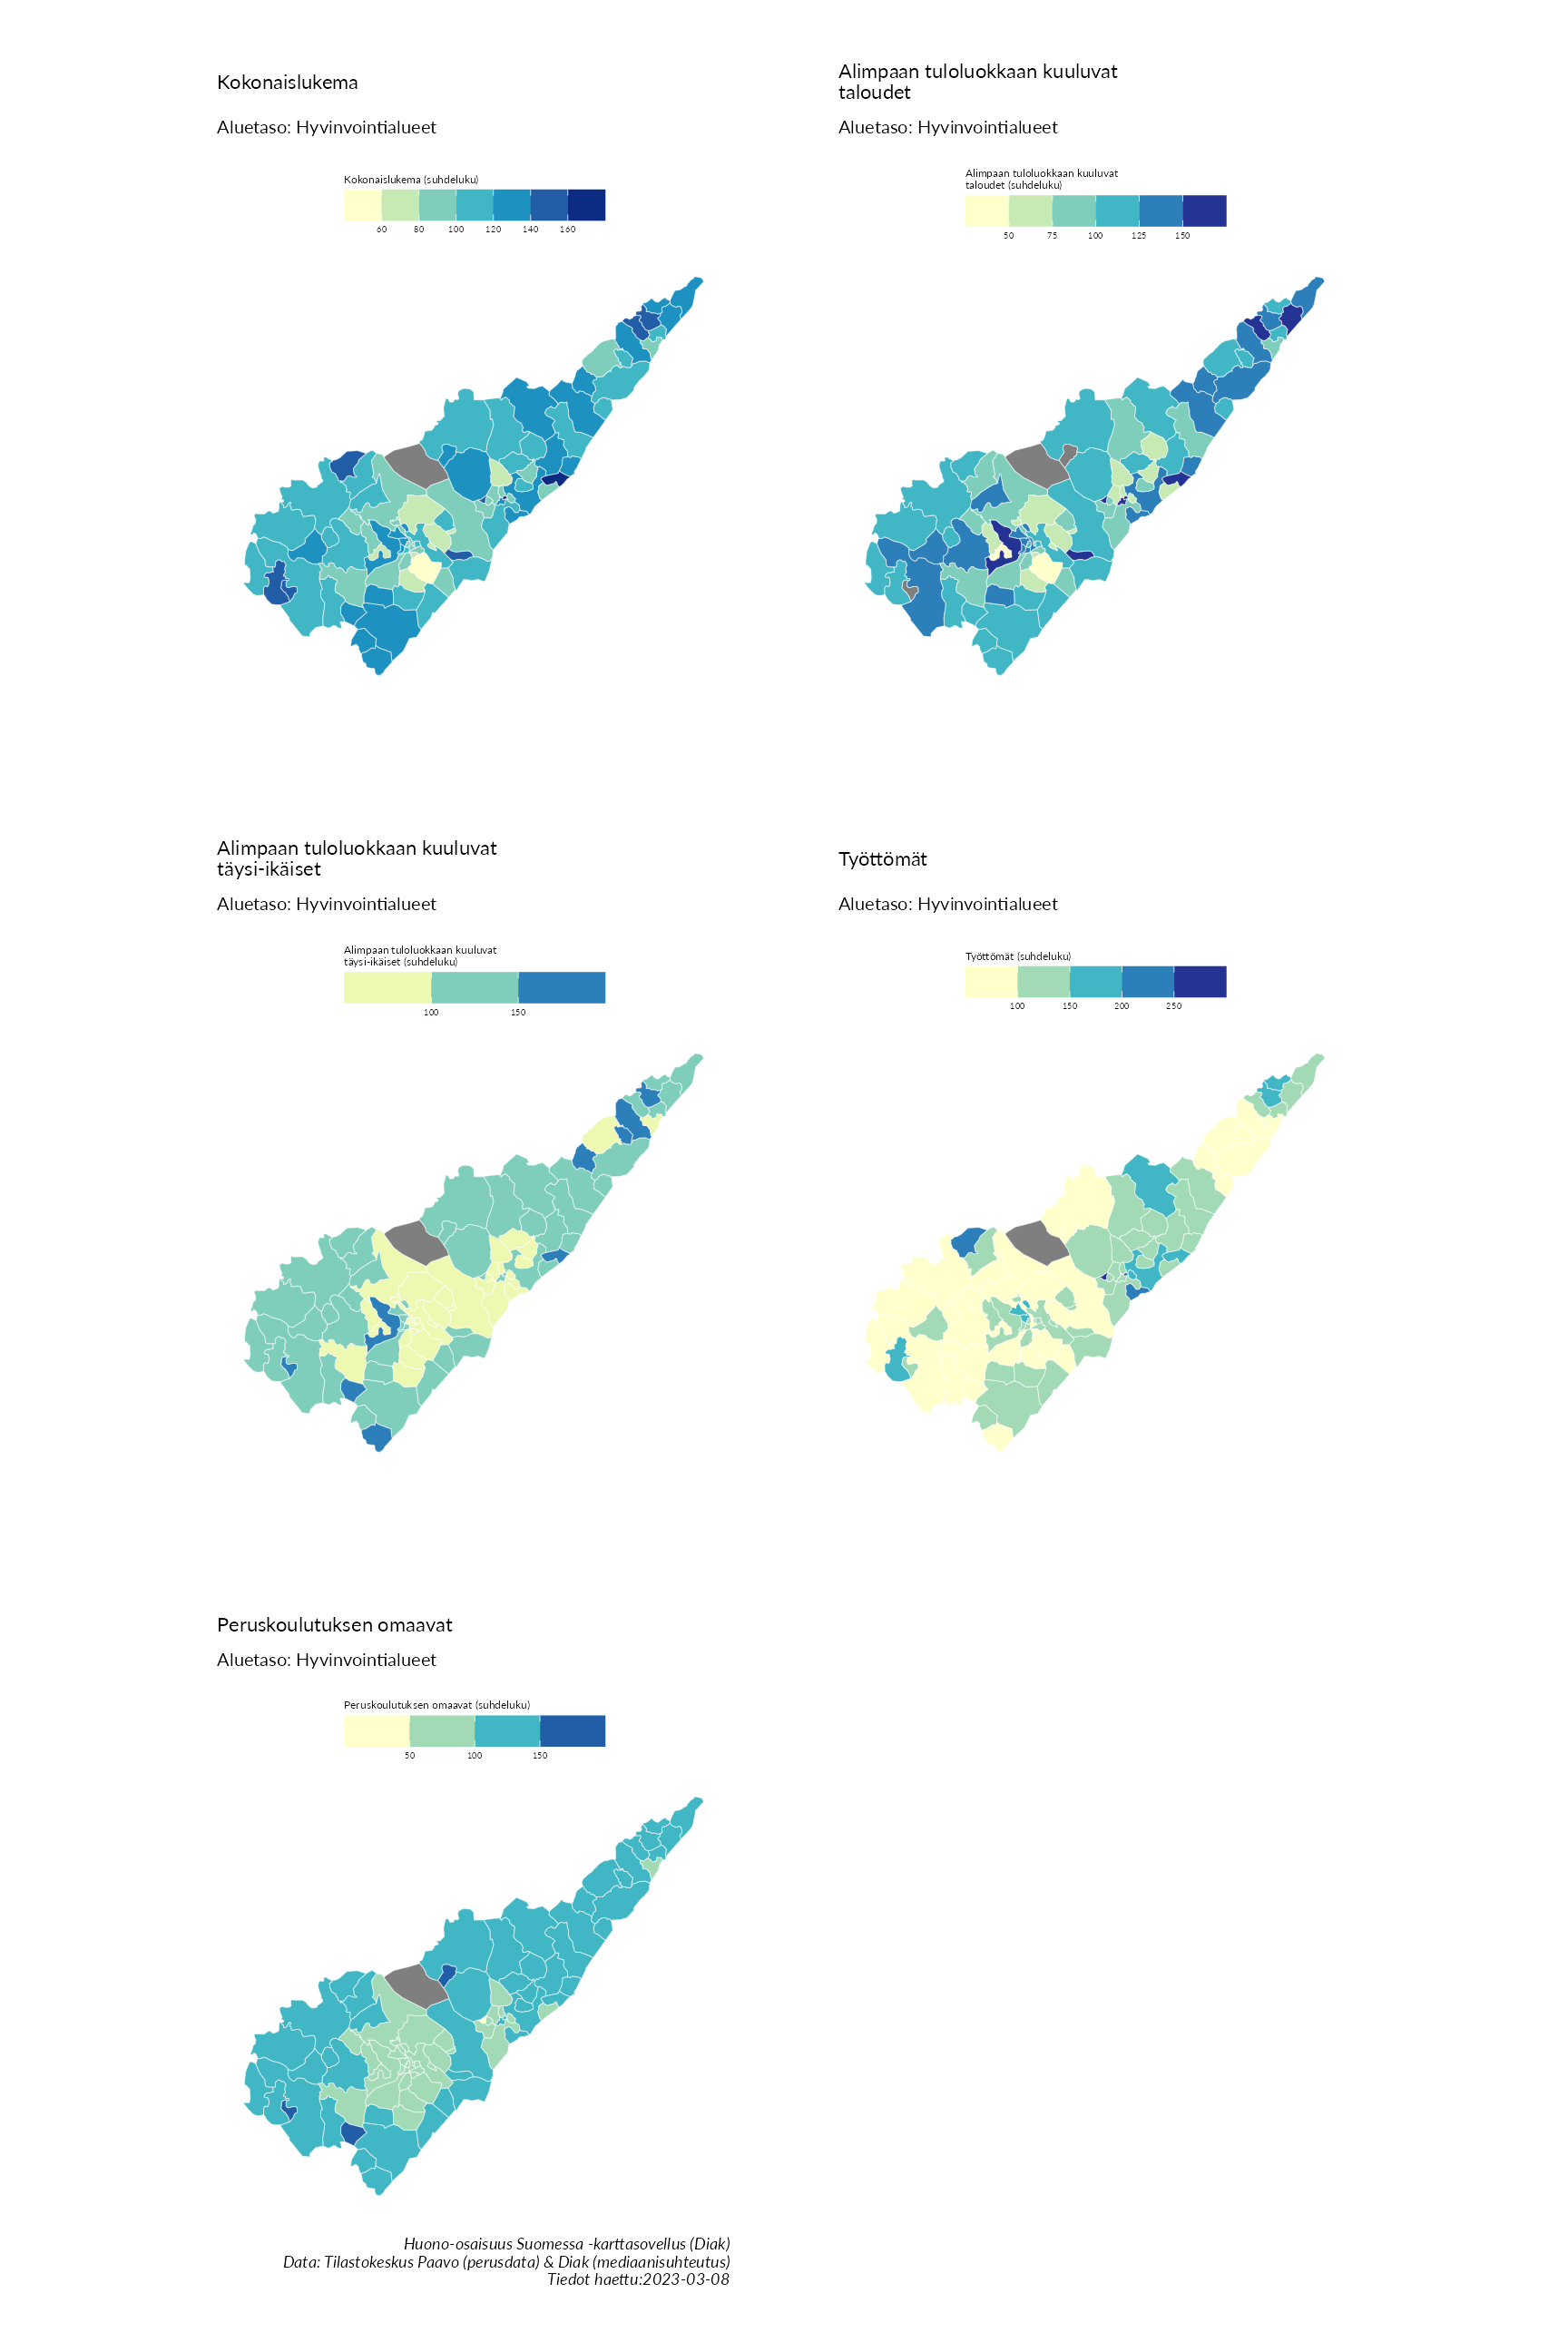 Kokonaislukema
Aluetaso: Hyvinvointialueet
Kokonaislukema (suhdeluku)
60 80 100 120 140 160
Alimpaan tuloluokkaan kuuluvat
taloudet
Aluetaso: Hyvinvointialueet
Alimpaan tuloluokkaan kuuluvat
taloudet (suhdeluku)
50 75 100 125 150
Alimpaan tuloluokkaan kuuluvat
täysi-ikäiset
Aluetaso: Hyvinvointialueet
Alimpaan tuloluokkaan kuuluvat
täysi-ikäiset (suhdeluku)
100 150
Työttömät
Aluetaso: Hyvinvointialueet
Työttömät (suhdeluku)
100 150 200 250
Peruskoulutuksen omaavat
Aluetaso: Hyvinvointialueet
Peruskoulutuksen omaavat (suhdeluku)
50 100 150
Huono-osaisuus Suomessa -karttasovellus (Diak)
Data: Tilastokeskus Paavo (perusdata) & Diak (mediaanisuhteutus)
Tiedot haettu:2023-03-08